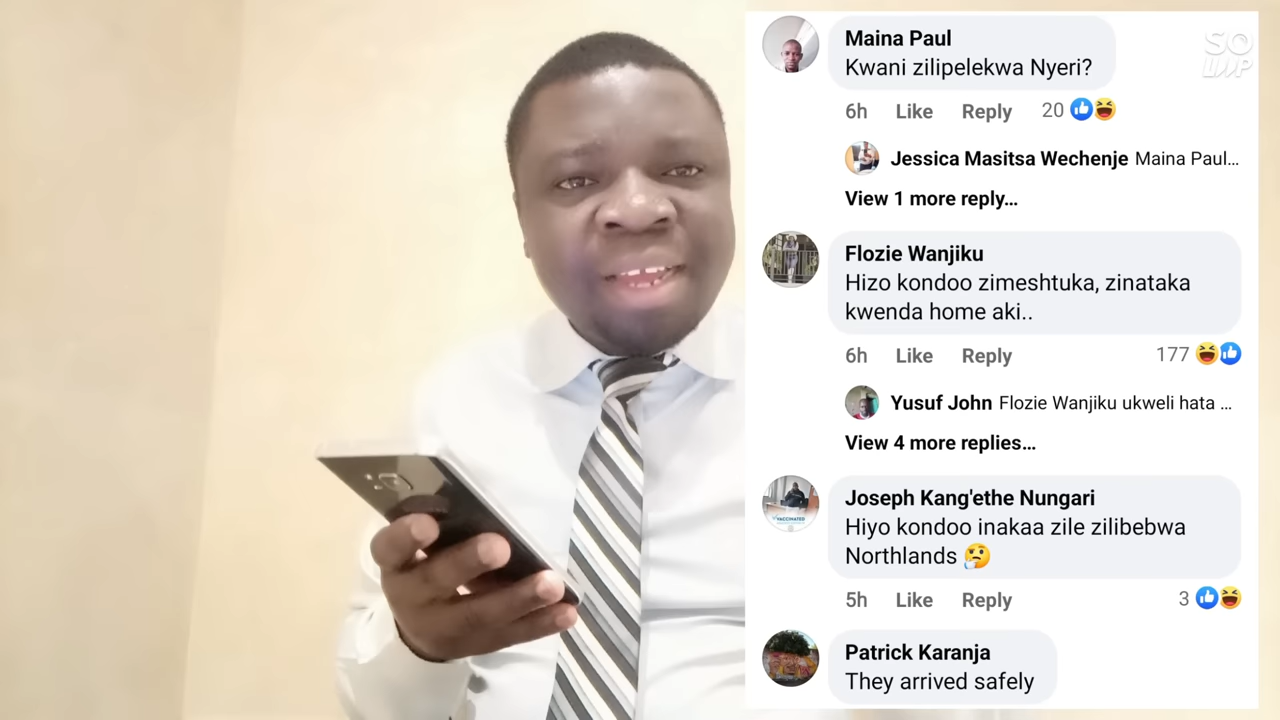 SO
LOOP
Maina Paul
Kwani zilipelekwa Nyeri?
6h Like Reply 20
Jessica Masitsa Wechenje Maina Paul...
View 1 more reply...
Flozie Wanjiku
Hizo kondoo zimeshtuka, zinataka
kwenda home aki..
6h Like Reply 177
Yusuf John Flozie Wanjiku ukweli hata ...
View 4 more replies...
Joseph Kang'ethe Nungari
VACCINATED
Hiyo kondoo inakaa zile zilibebwa
Northlands 🤔
5h Like Reply 3
Patrick Karanja
They arrived safely